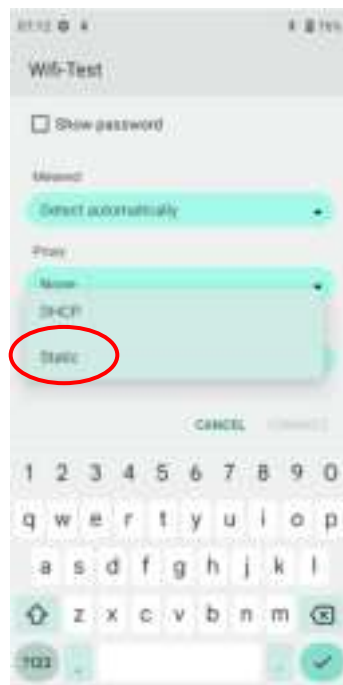 Wifi-Test
Show password
Metered
Detect automatically
Proxy
None
DHCP
Static
CANCEL
1 2 3 4 5 6 7 8 9 0
q w e r t y u i o p
a s d f g h j k l
z x c v b n m
?123 , .